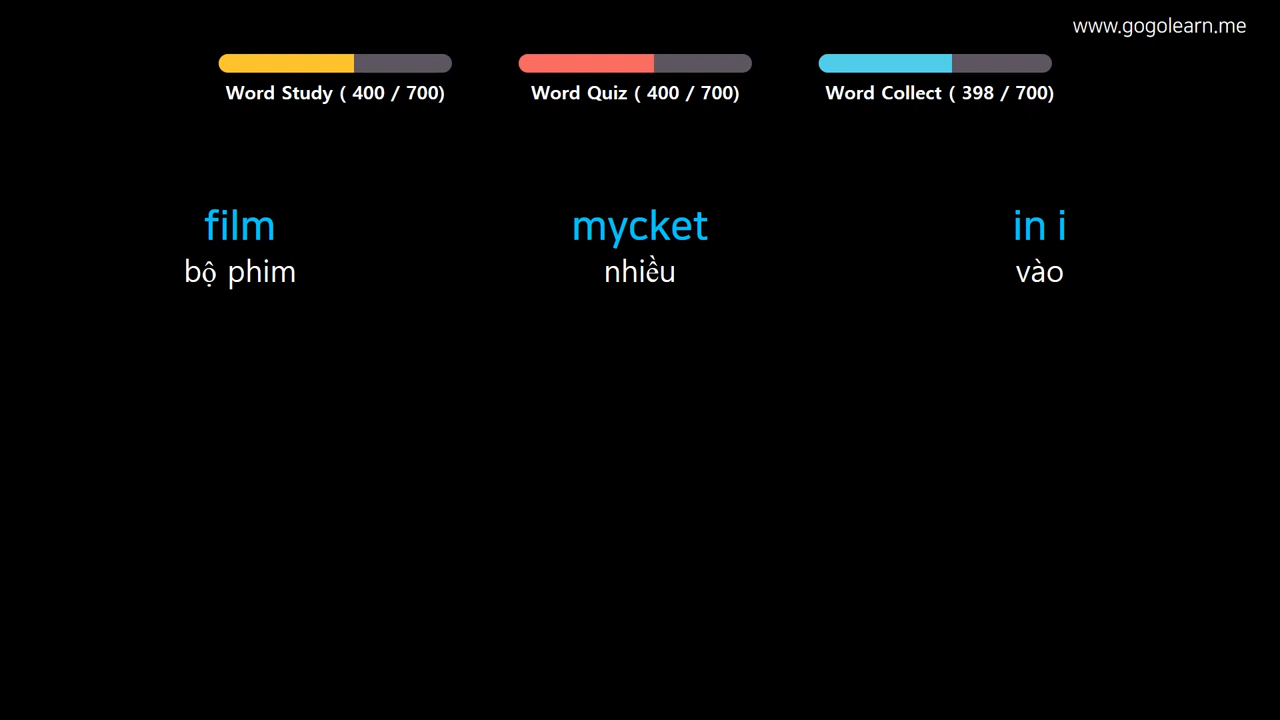 www.gogolearn.me
Word Study ( 400 / 700) Word Quiz ( 400 / 700) Word Collect ( 398 / 700)
film mycket in i
bộ phim nhiều vào